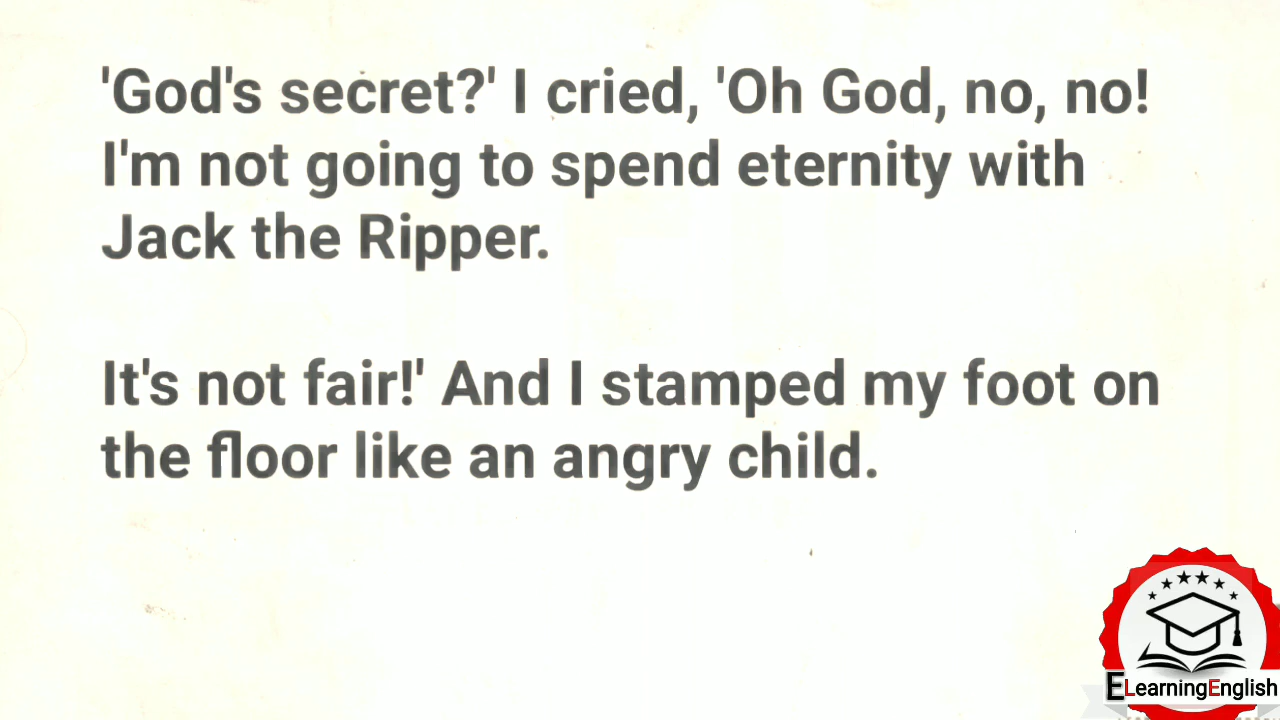 'God's secret?' I cried, 'Oh God, no, no!
I'm not going to spend eternity with
Jack the Ripper.
It's not fair!' And I stamped my foot on
the floor like an angry child.
ELearningEnglish